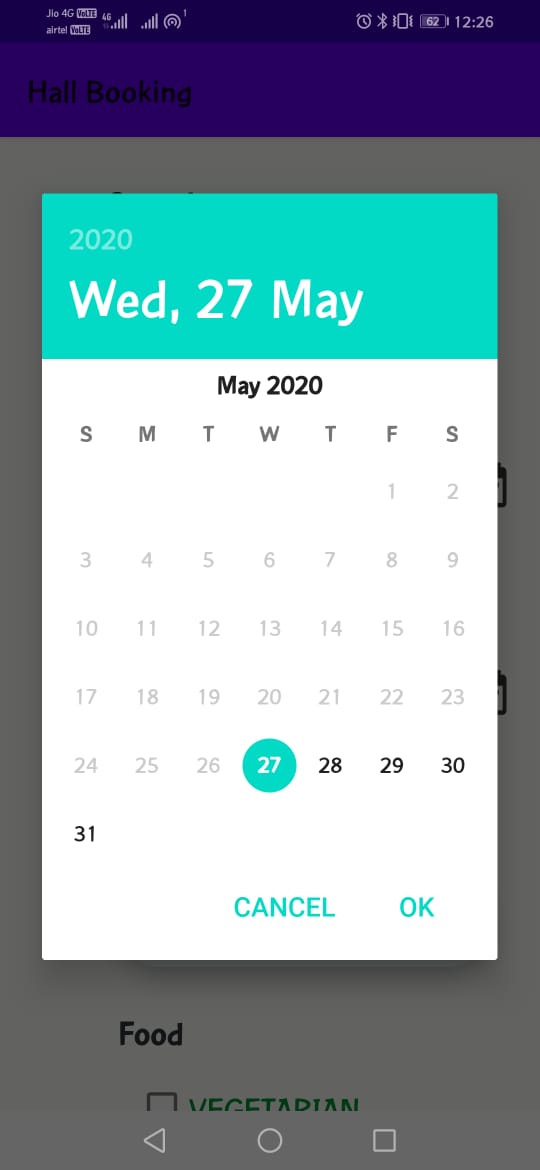 Jio 4G VoLTE 4G 1 62 12:26
airtel VoLTE
Hall Booking
2020
Wed, 27 May
May 2020
S M T W T F S
1 2
3 4 5 6 7 8 9
10 11 12 13 14 15 16
17 18 19 20 21 22 23
24 25 26 27 28 29 30
31
CANCEL OK
Food
VEGETARIAN